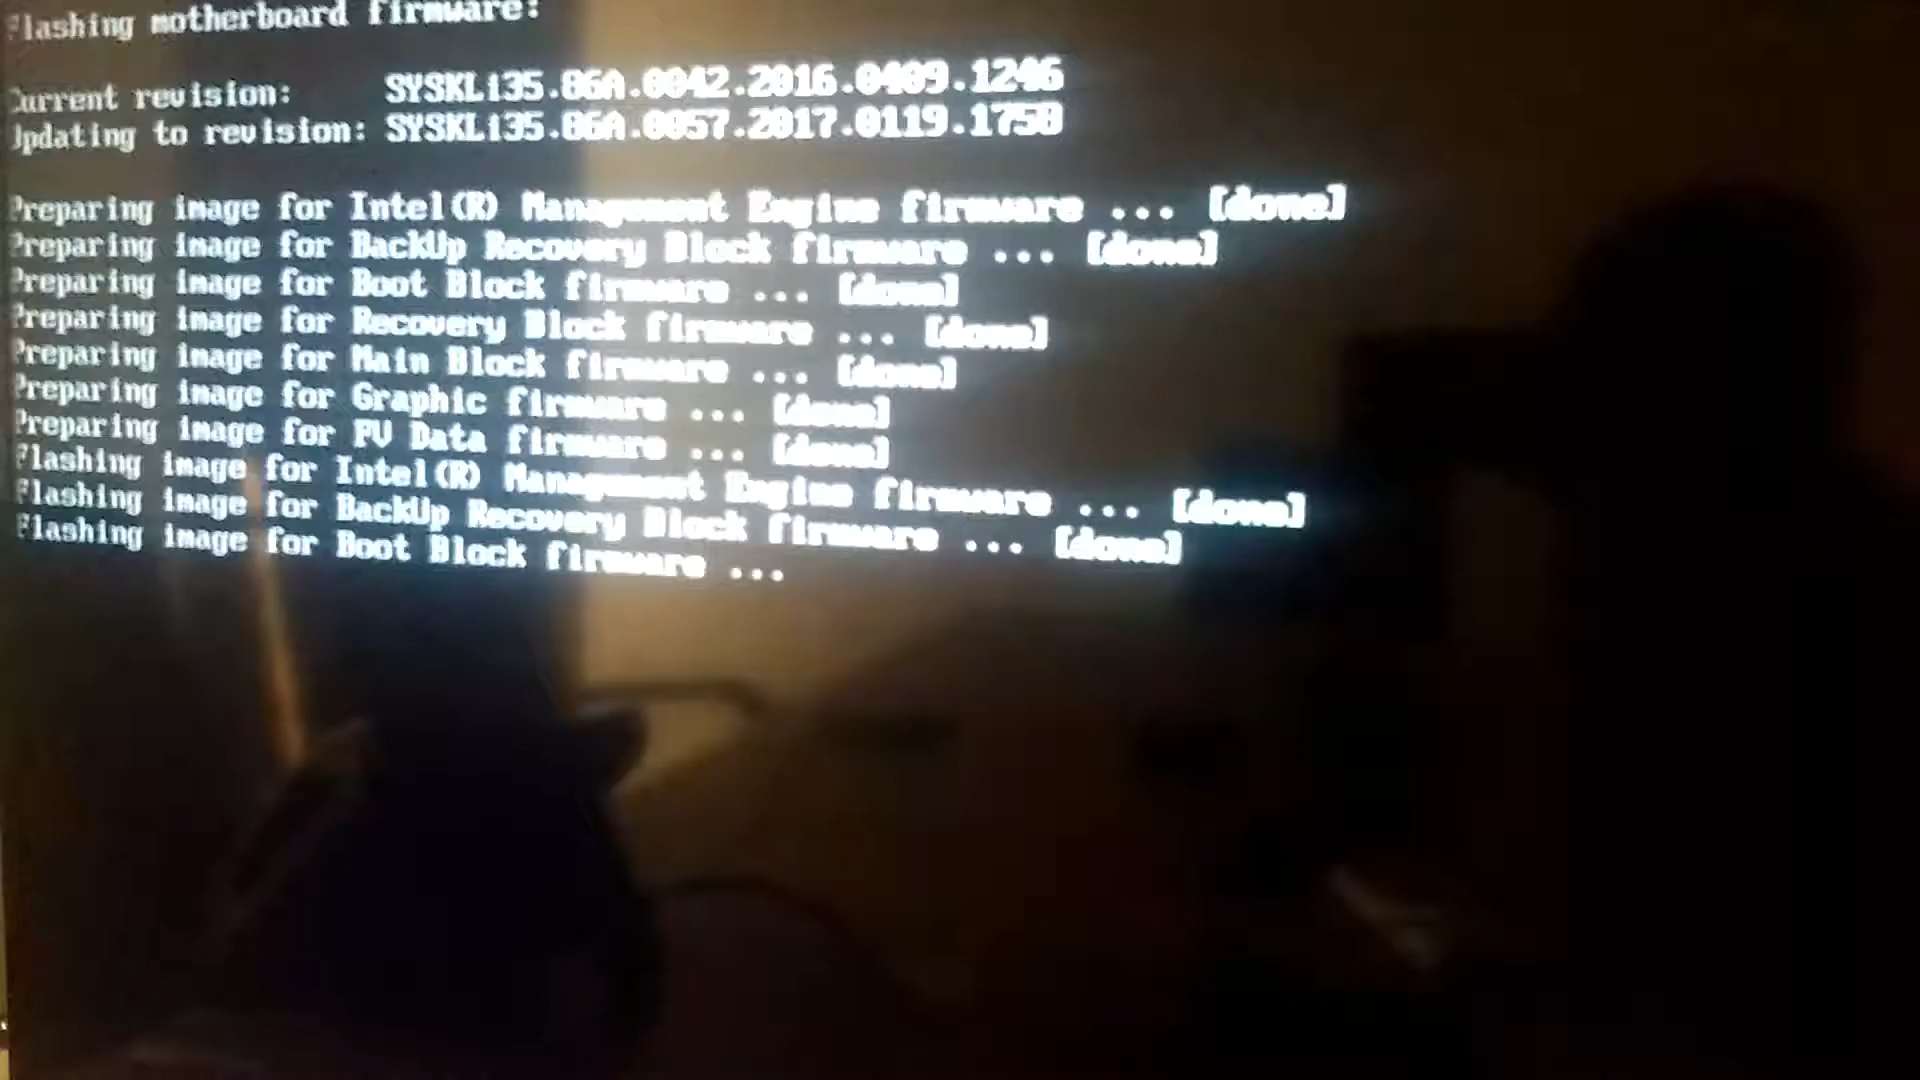 Flashing motherboard firmware:
Current revision: SYSKLi35.86A.0042.2016.0409.1246
Updating to revision: SYSKLi35.86A.0057.2017.0119.1758
Preparing image for Intel(R) Management Engine firmware ... [done]
Preparing image for BackUp Recovery Block firmware ... [done]
Preparing image for Boot Block firmware ... [done]
Preparing image for Recovery Block firmware ... [done]
Preparing image for Main Block firmware ... [done]
Preparing image for Graphic firmware ... [done]
Preparing image for FV Data firmware ... [done]
Flashing image for Intel(R) Management Engine firmware ... [done]
Flashing image for BackUp Recovery Block firmware ... [done]
Flashing image for Boot Block firmware ...